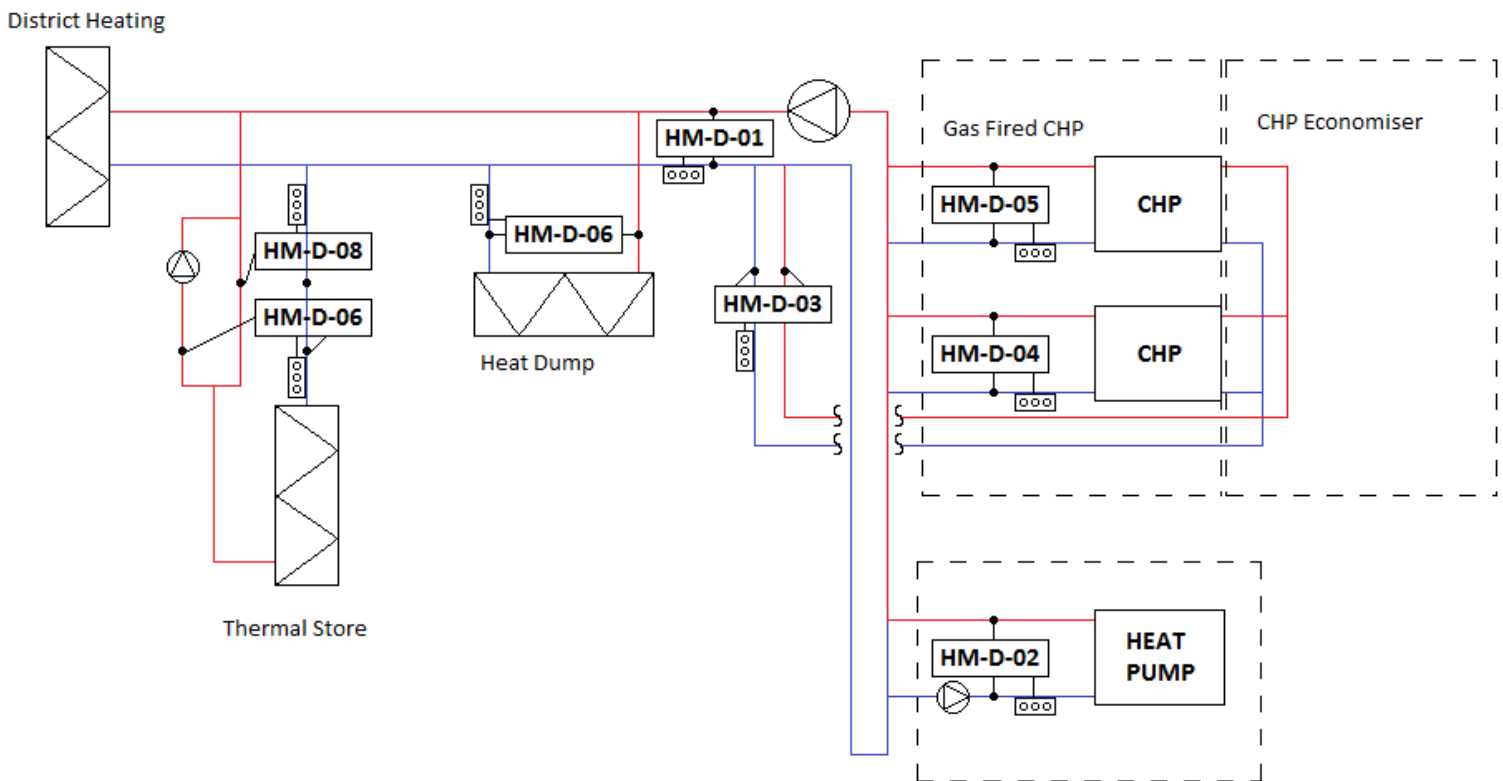 District Heating
HM-D-01
Gas Fired CHP
CHP Economiser
HM-D-05
CHP
HM-D-08
HM-D-06
HM-D-06
HM-D-03
HM-D-04
CHP
Heat Dump
Thermal Store
HM-D-02
HEAT
PUMP